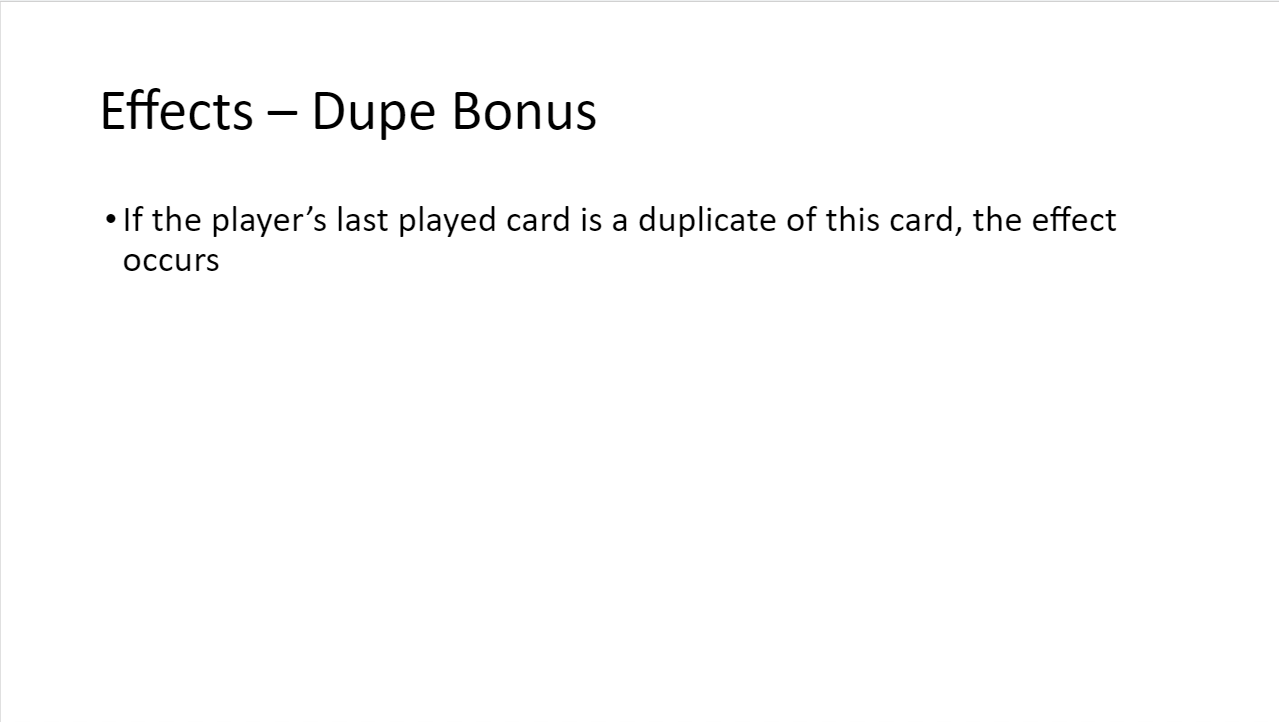 Effects – Dupe Bonus
•If the player’s last played card is a duplicate of this card, the effect
occurs